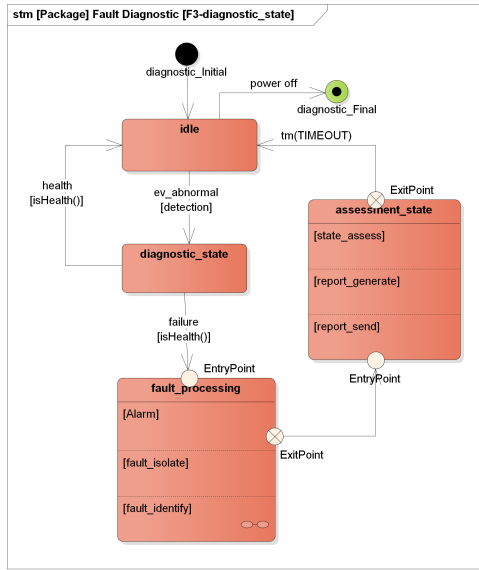 stm [Package] Fault Diagnostic [F3-diagnostic_state]
diagnostic_Initial
power off
diagnostic_Final
idle
tm(TIMEOUT)
health
[isHealth()]
ev_abnormal
[detection]
ExitPoint
assessment_state
[state_assess]
[report_generate]
[report_send]
diagnostic_state
failure
[isHealth()]
EntryPoint
EntryPoint
fault_processing
[Alarm]
ExitPoint
[fault_isolate]
[fault_identify]